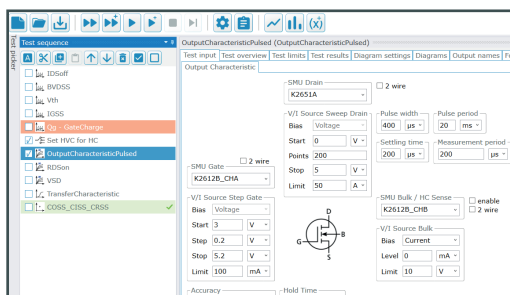 Test picker
Test sequence
IDSoff
BVDSS
Vth
IGSS
Qg - GateCharge
Set HVC for HC
OutputCharacteristicPulsed
RDSon
VSD
TransferCharacteristic
COSS_CISS_CRSS
OutputCharacteristicPulsed (OutputCharacteristicPulsed)
Test input Test overview Test limits Test results Diagram settings Diagrams Output names
Output Characteristic
SMU Drain
K2651A
2 wire
V/I Source Sweep Drain
Bias Voltage
Start 0 V
Points 200
Stop 5 V
Limit 50 A
Pulse width
400 µs
Pulse period
20 ms
Settling time
200 µs
Measurement period
200 µs
2 wire
SMU Gate
K2612B_CHA
V/I Source Step Gate
Bias Voltage
Start 3 V
Step 0.2 V
Stop 5.2 V
Limit 100 mA
D
G
B
S
SMU Bulk / HC Sense
K2612B_CHB
enable
2 wire
V/I Source Bulk
Bias Current
Level 0 mA
Limit 10 V
Accuracy
Hold Time